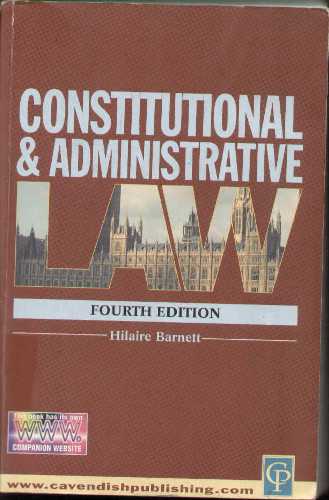 CONSTITUTIONAL
& ADMINISTRATIVE
LAW
FOURTH EDITION
Hilaire Barnett
This book has its own
WWW.
COMPANION WEBSITE
www.cavendishpublishing.com
CP